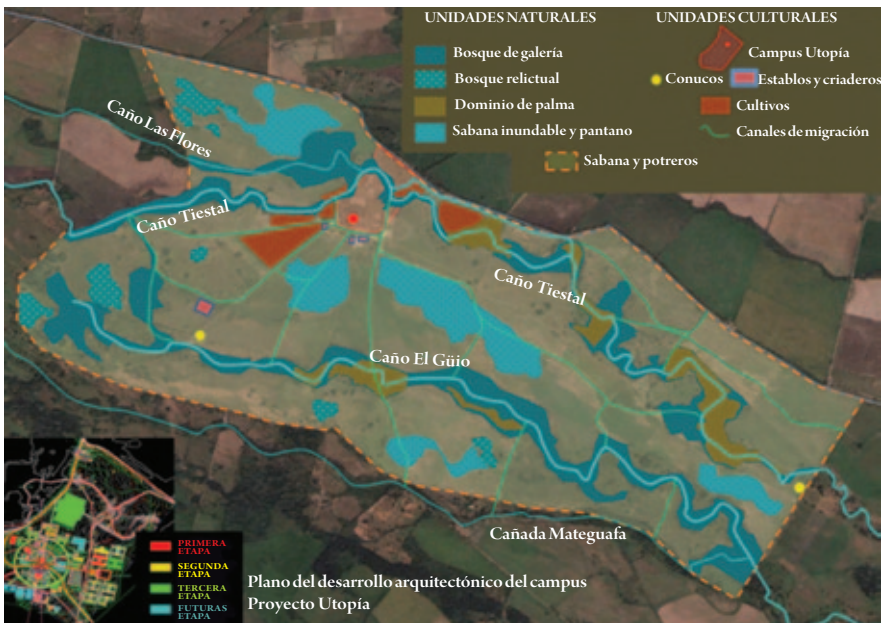 UNIDADES NATURALES
Bosque de galería
Bosque relictual
Dominio de palma
Sabana inundable y pantano
UNIDADES CULTURALES
Campus Utopía
Conucos
Establos y criaderos
Cultivos
Canales de migración
Sabana y potreros
Caño Las Flores
Caño Tiestal
Caño Tiestal
Caño El Güio
Cañada Mateguafa
PRIMERA
ETAPA
SEGUNDA
ETAPA
TERCERA
ETAPA
FUTURAS
ETAPA
Plano del desarrollo arquitectónico del campus
Proyecto Utopía